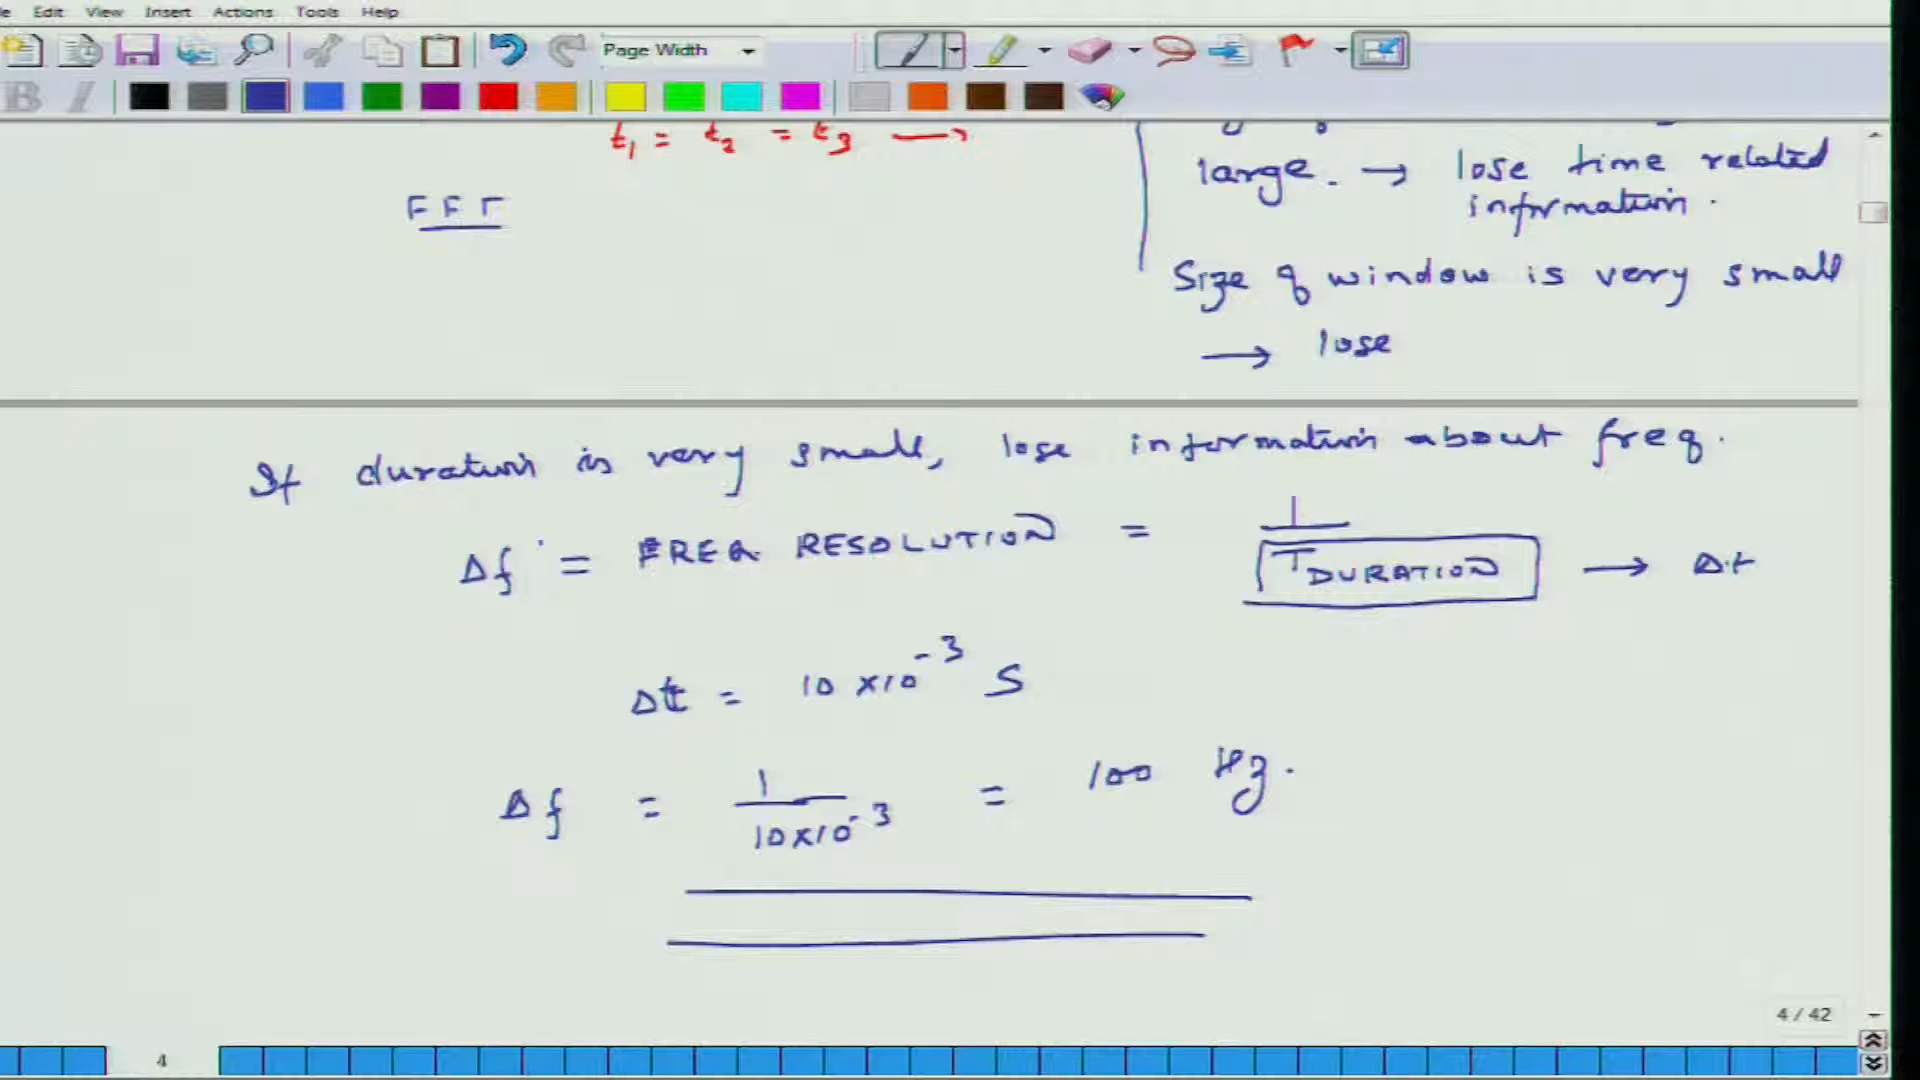 Edit View Insert Actions Tools Help
Page Width
B I
t₁ = t₂ = t₃ →
large. → lose time related
information.
FFT
Size of window is very small
→ lose
If duration is very small, lose information about freq.
Δf = FREQ. RESOLUTION = 1 / T DURATION → Δt
Δt = 10 × 10⁻³ S
Δf = 1 / 10×10⁻³ = 100 Hz.
4 / 42
4